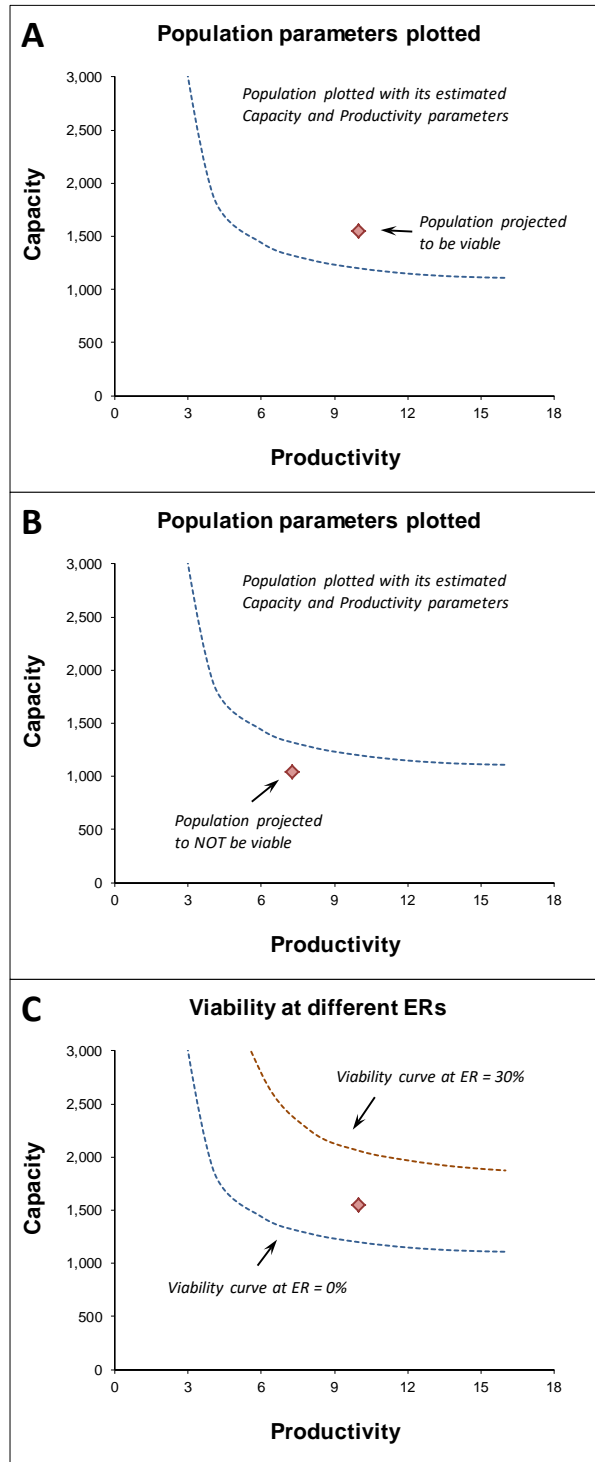 A
Population parameters plotted
3,000
2,500
2,000
1,500
1,000
500
0
Capacity
Population plotted with its estimated
Capacity and Productivity parameters
Population projected
to be viable
0 3 6 9 12 15 18
Productivity
B
Population parameters plotted
3,000
2,500
2,000
1,500
1,000
500
0
Capacity
Population plotted with its estimated
Capacity and Productivity parameters
Population projected
to NOT be viable
0 3 6 9 12 15 18
Productivity
C
Viability at different ERs
3,000
2,500
2,000
1,500
1,000
500
0
Capacity
Viability curve at ER = 30%
Viability curve at ER = 0%
0 3 6 9 12 15 18
Productivity